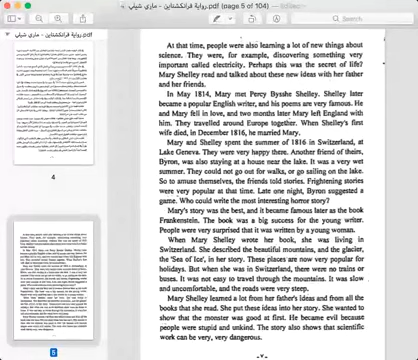 رواية فرانكشتاين - ماري شيلي.pdf (page 5 of 104)
Search
رواية فرانكشتاين - ماري شيلي.pdf
4
5
At that time, people were also learning a lot of new things about
science. They were, for example, discovering something very
important called electricity. Perhaps this was the secret of life?
Mary Shelley read and talked about these new ideas with her father
and her friends.
In May 1814, Mary met Percy Bysshe Shelley. Shelley later
became a popular English writer, and his poems are very famous. He
and Mary fell in love, and two months later Mary left England with
him. They travelled around Europe together. When Shelley's first
wife died, in December 1816, he married Mary.
Mary and Shelley spent the summer of 1816 in Switzerland, at
Lake Geneva. They were very happy there. Another friend of theirs,
Byron, was also staying at a house near the lake. It was a very wet
summer. They could not go out for walks, or go sailing on the lake.
So to amuse themselves, the friends told stories. Frightening stories
were very popular at that time. Late one night, Byron suggested a
game. Who could write the most interesting horror story?
Mary's story was the best, and it became famous later as the book
Frankenstein. The book was a big success for the young writer.
People were very surprised that it was written by a young woman.
When Mary Shelley wrote her book, she was living in
Switzerland. She described the beautiful mountains, and the glacier,
the 'Sea of Ice', in her story. These places are now very popular for
holidays. But when she was in Switzerland, there were no trains or
buses. It was not easy to travel through the mountains. It was slow
and uncomfortable, and the roads were very steep.
Mary Shelley learned a lot from her father's ideas and from all the
books that she read. She put these ideas into her story. She wanted to
show that the monster was good at first. He became evil because
people were stupid and unkind. The story also shows that scientific
work can be very, very dangerous.